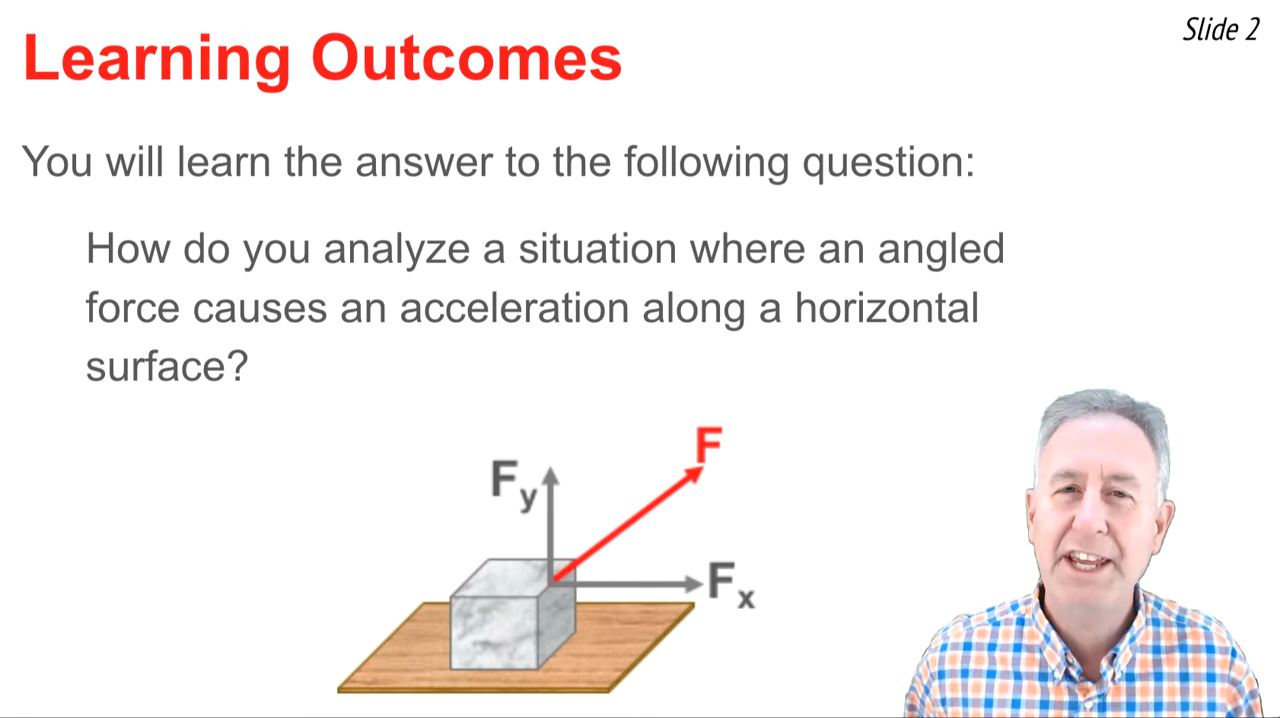 Slide 2
Learning Outcomes
You will learn the answer to the following question:
How do you analyze a situation where an angled
force causes an acceleration along a horizontal
surface?
F
Fy
Fx